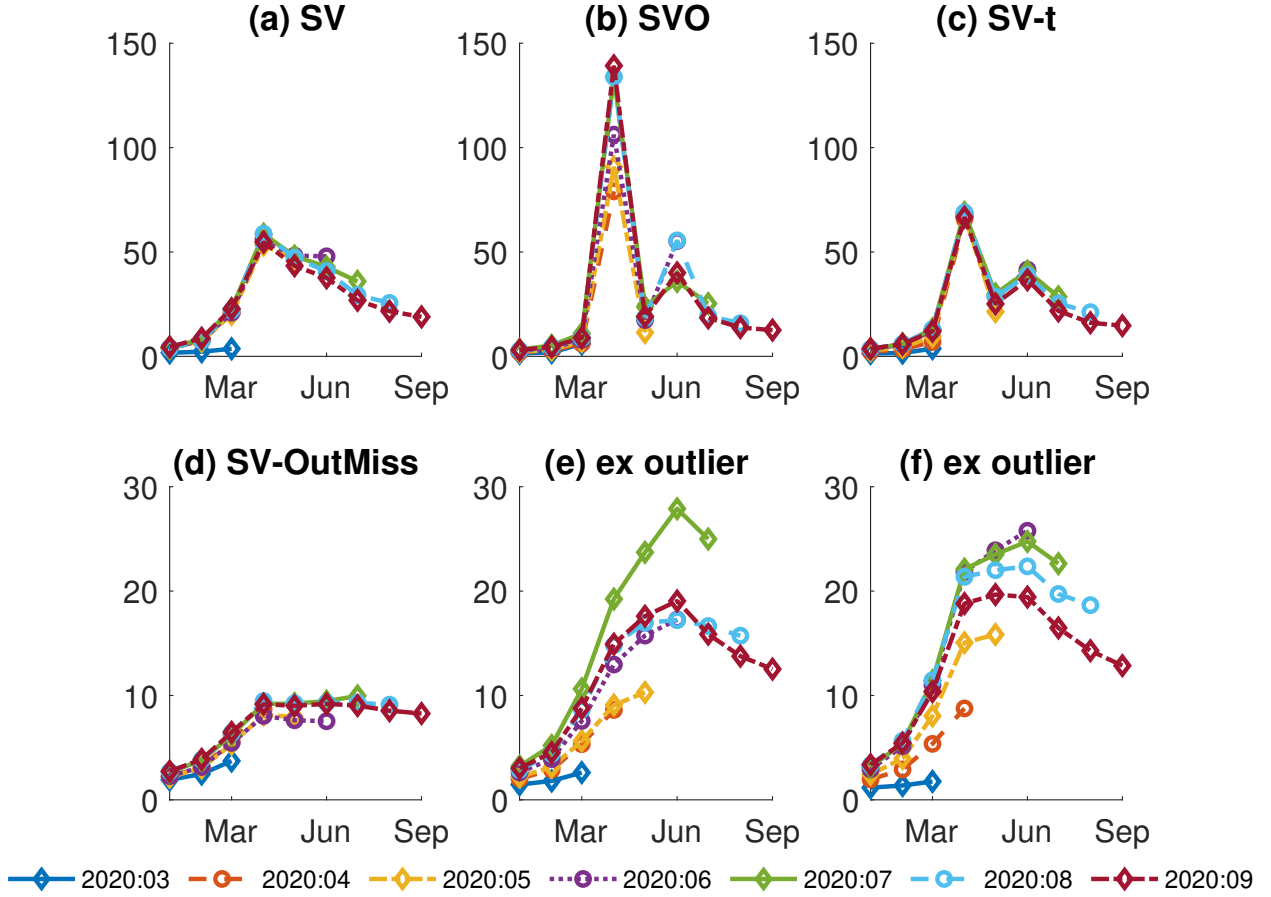 (a) SV
(b) SVO
(c) SV-t
150
100
50
0
Mar
Jun
Sep
150
100
50
0
Mar
Jun
Sep
150
100
50
0
Mar
Jun
Sep
(d) SV-OutMiss
(e) ex outlier
(f) ex outlier
30
20
10
0
Mar
Jun
Sep
30
20
10
0
Mar
Jun
Sep
30
20
10
0
Mar
Jun
Sep
2020:03
2020:04
2020:05
2020:06
2020:07
2020:08
2020:09